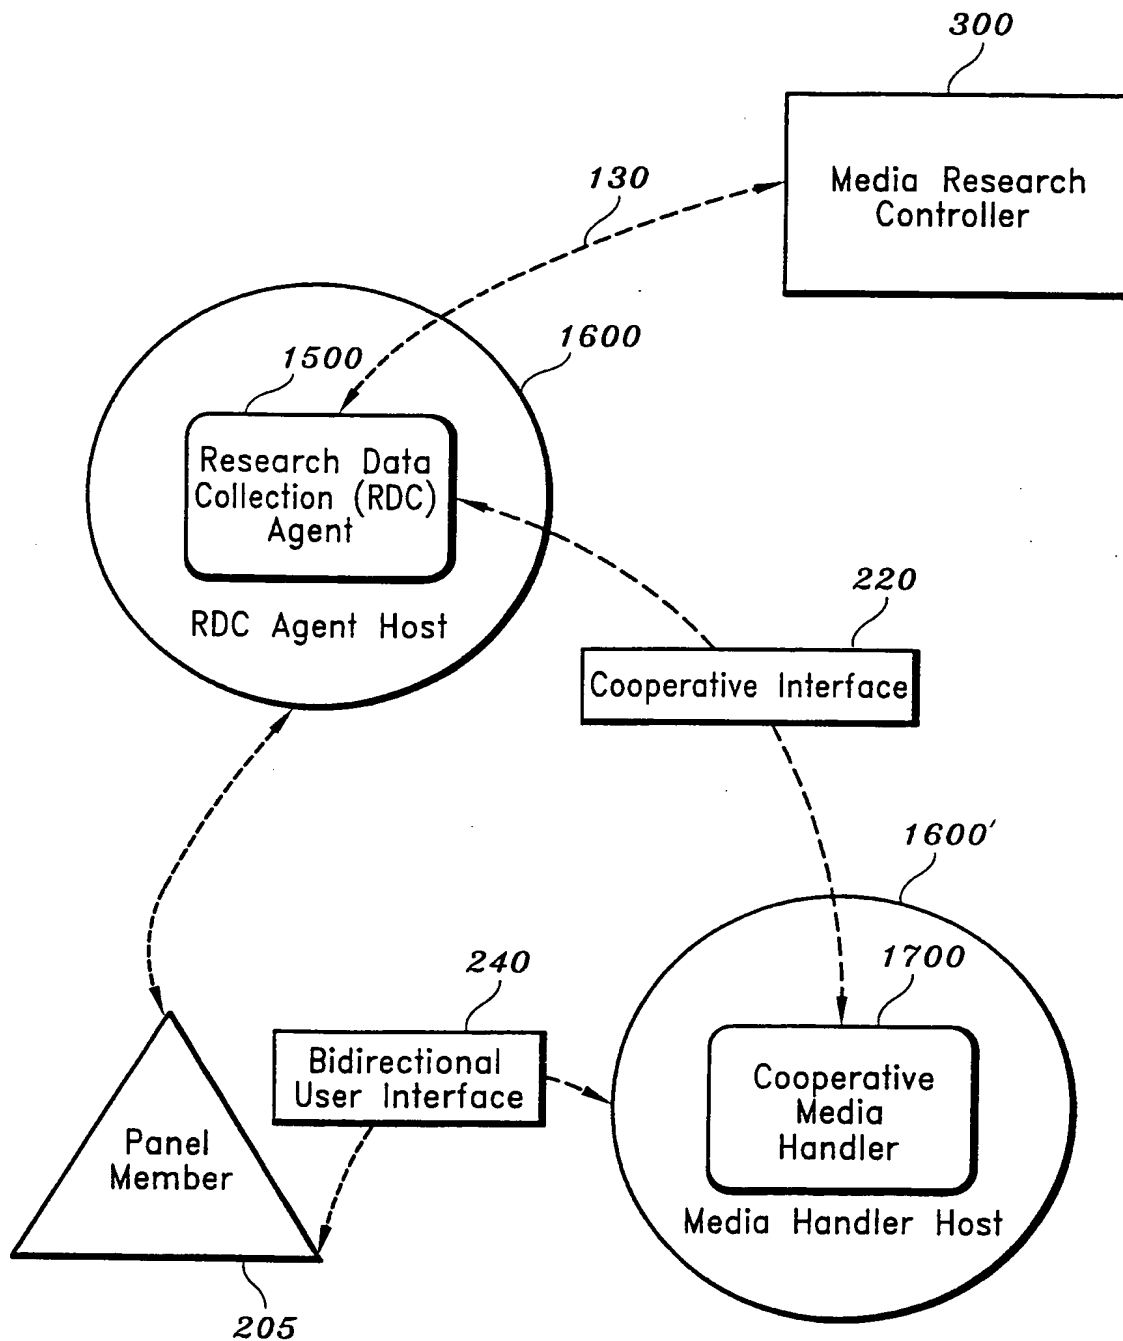 300
Media Research
Controller
130
1600
1500
Research Data
Collection (RDC)
Agent
RDC Agent Host
220
Cooperative Interface
1600'
1700
Cooperative
Media
Handler
Media Handler Host
240
Bidirectional
User Interface
Panel
Member
205